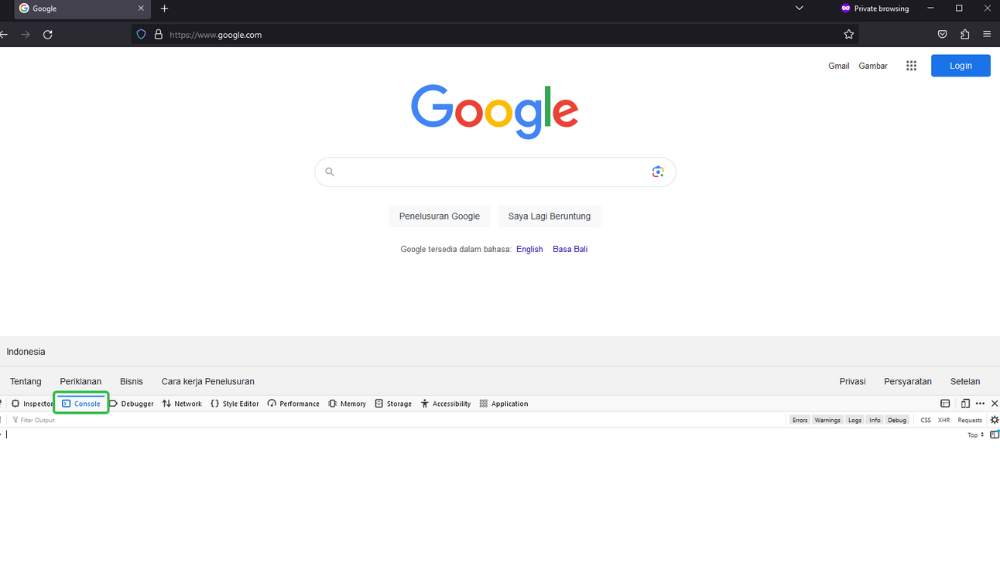 Google
Private browsing
https://www.google.com
Gmail Gambar Login
Google
Penelusuran Google Saya Lagi Beruntung
Google tersedia dalam bahasa: English Basa Bali
Indonesia
Tentang Periklanan Bisnis Cara kerja Penelusuran Privasi Persyaratan Setelan
Inspector Console Debugger Network Style Editor Performance Memory Storage Accessibility Application
Filter Output Errors Warnings Logs Info Debug CSS XHR Requests
Top